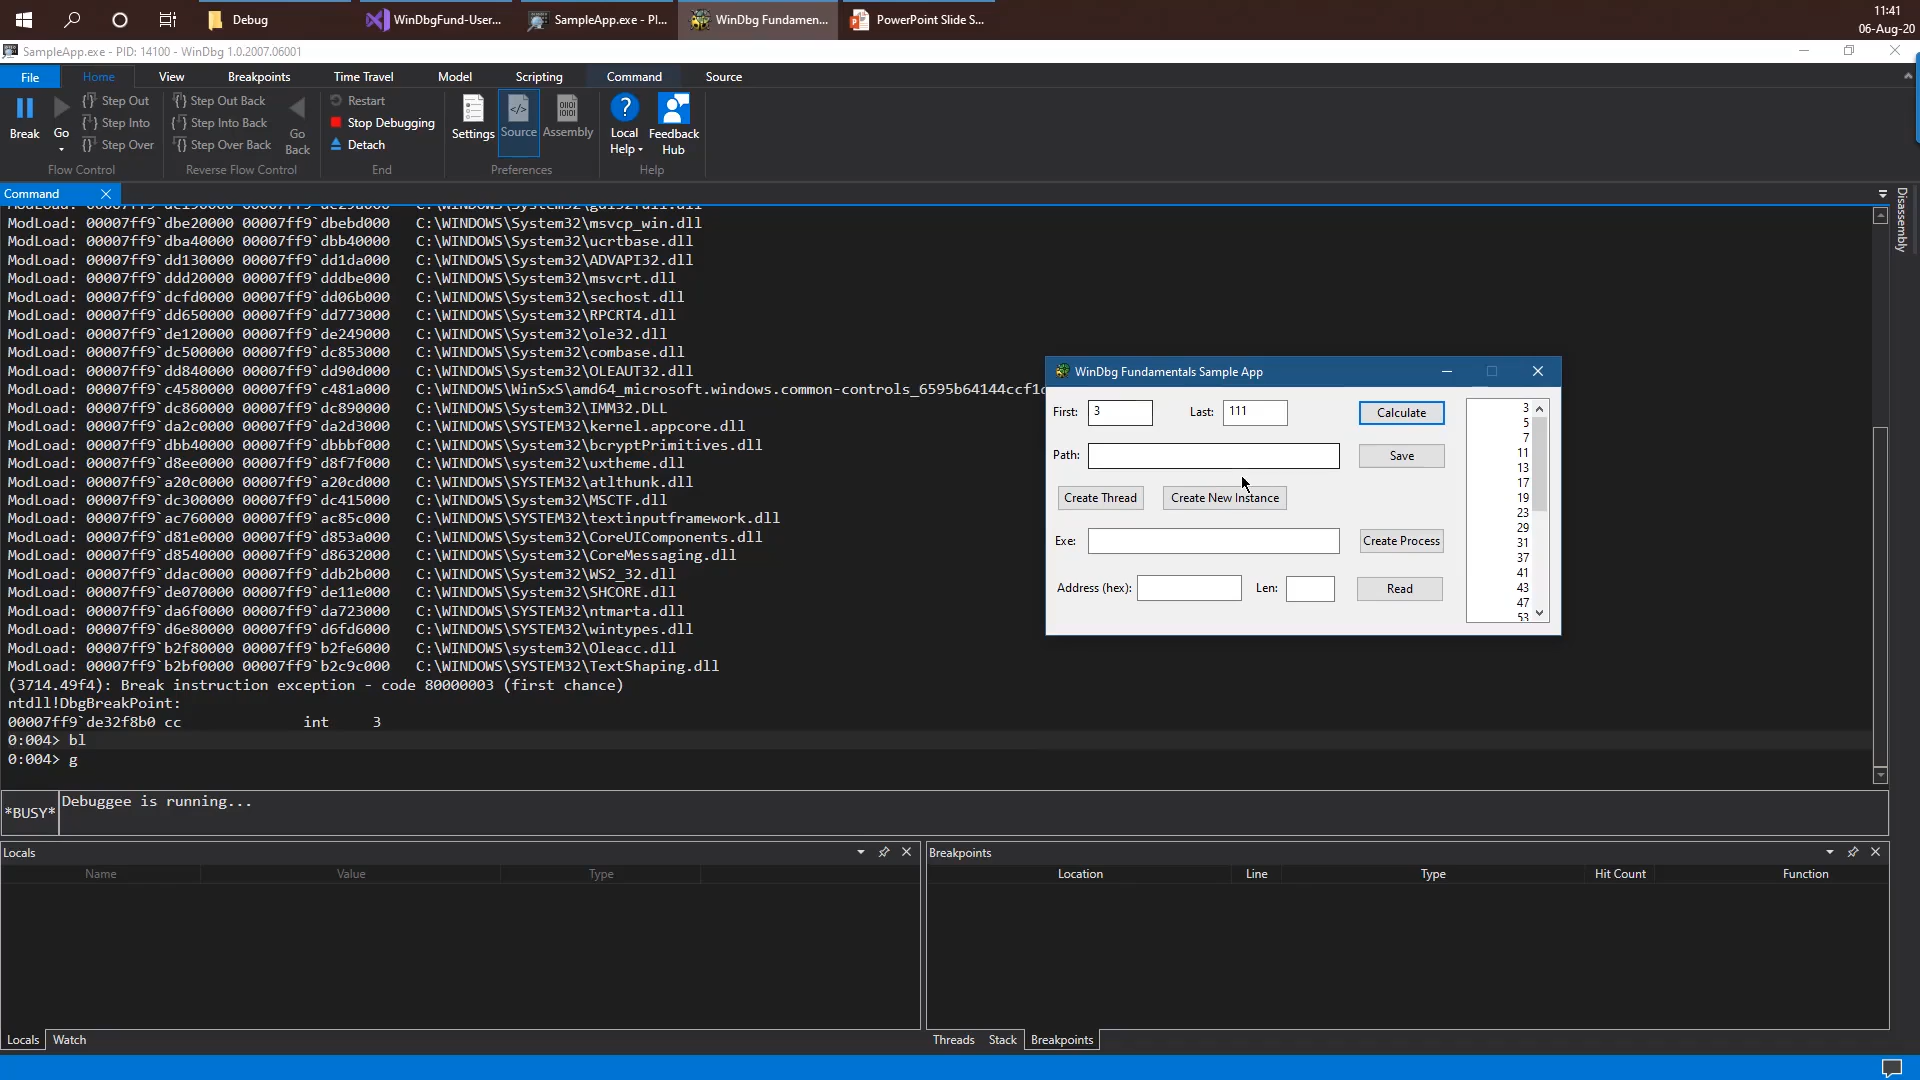 Debug
WinDbgFund-User...
SampleApp.exe - Pl...
WinDbg Fundamen...
PowerPoint Slide S...
11:41
06-Aug-20
SampleApp.exe - PID: 14100 - WinDbg 1.0.2007.06001
File Home View Breakpoints Time Travel Model Scripting Command Source
Break
Go
Step Out
Step Into
Step Over
Flow Control
Step Out Back
Step Into Back
Step Over Back
Go Back
Reverse Flow Control
Restart
Stop Debugging
Detach
End
Settings
Source
Assembly
Preferences
Local Help
Feedback Hub
Help
Command
Disassembly
ModLoad: 00007ff9`dbe20000 00007ff9`dbebd000 C:\WINDOWS\System32\msvcp_win.dll
ModLoad: 00007ff9`dba40000 00007ff9`dbb40000 C:\WINDOWS\System32\ucrtbase.dll
ModLoad: 00007ff9`dd130000 00007ff9`dd1da000 C:\WINDOWS\System32\ADVAPI32.dll
ModLoad: 00007ff9`ddd20000 00007ff9`dddbe000 C:\WINDOWS\System32\msvcrt.dll
ModLoad: 00007ff9`dcfd0000 00007ff9`dd06b000 C:\WINDOWS\System32\sechost.dll
ModLoad: 00007ff9`dd650000 00007ff9`dd773000 C:\WINDOWS\System32\RPCRT4.dll
ModLoad: 00007ff9`de120000 00007ff9`de249000 C:\WINDOWS\System32\ole32.dll
ModLoad: 00007ff9`dc500000 00007ff9`dc853000 C:\WINDOWS\System32\combase.dll
ModLoad: 00007ff9`dd840000 00007ff9`dd90d000 C:\WINDOWS\System32\OLEAUT32.dll
ModLoad: 00007ff9`c4580000 00007ff9`c481a000 C:\WINDOWS\WinSxS\amd64_microsoft.windows.common-controls_6595b64144ccf1
ModLoad: 00007ff9`dc860000 00007ff9`dc890000 C:\WINDOWS\System32\IMM32.DLL
ModLoad: 00007ff9`da2c0000 00007ff9`da2d3000 C:\WINDOWS\SYSTEM32\kernel.appcore.dll
ModLoad: 00007ff9`dbb40000 00007ff9`dbbbf000 C:\WINDOWS\System32\bcryptPrimitives.dll
ModLoad: 00007ff9`d8ee0000 00007ff9`d8f7f000 C:\WINDOWS\system32\uxtheme.dll
ModLoad: 00007ff9`a20c0000 00007ff9`a20cd000 C:\WINDOWS\SYSTEM32\atlthunk.dll
ModLoad: 00007ff9`dc300000 00007ff9`dc415000 C:\WINDOWS\System32\MSCTF.dll
ModLoad: 00007ff9`ac760000 00007ff9`ac85c000 C:\WINDOWS\SYSTEM32\textinputframework.dll
ModLoad: 00007ff9`d81e0000 00007ff9`d853a000 C:\WINDOWS\System32\CoreUIComponents.dll
ModLoad: 00007ff9`d8540000 00007ff9`d8632000 C:\WINDOWS\System32\CoreMessaging.dll
ModLoad: 00007ff9`ddac0000 00007ff9`ddb2b000 C:\WINDOWS\System32\WS2_32.dll
ModLoad: 00007ff9`de070000 00007ff9`de11e000 C:\WINDOWS\System32\SHCORE.dll
ModLoad: 00007ff9`da6f0000 00007ff9`da723000 C:\WINDOWS\SYSTEM32\ntmarta.dll
ModLoad: 00007ff9`d6e80000 00007ff9`d6fd6000 C:\WINDOWS\SYSTEM32\wintypes.dll
ModLoad: 00007ff9`b2f80000 00007ff9`b2fe6000 C:\WINDOWS\SYSTEM32\Oleacc.dll
ModLoad: 00007ff9`b2bf0000 00007ff9`b2c9c000 C:\WINDOWS\SYSTEM32\TextShaping.dll
(3714.49f4): Break instruction exception - code 80000003 (first chance)
ntdll!DbgBreakPoint:
00007ff9`de32f8b0 cc int 3
0:004> bl
0:004> g
*BUSY* Debuggee is running...
WinDbg Fundamentals Sample App
First: 3 Last: 111 Calculate
Path: Save
Create Thread Create New Instance
Exe: Create Process
Address (hex): Len: Read
3
5
7
11
13
17
19
23
29
31
37
41
43
47
53
Locals
Name Value Type
Locals Watch
Breakpoints
Location Line Type Hit Count Function
Threads Stack Breakpoints